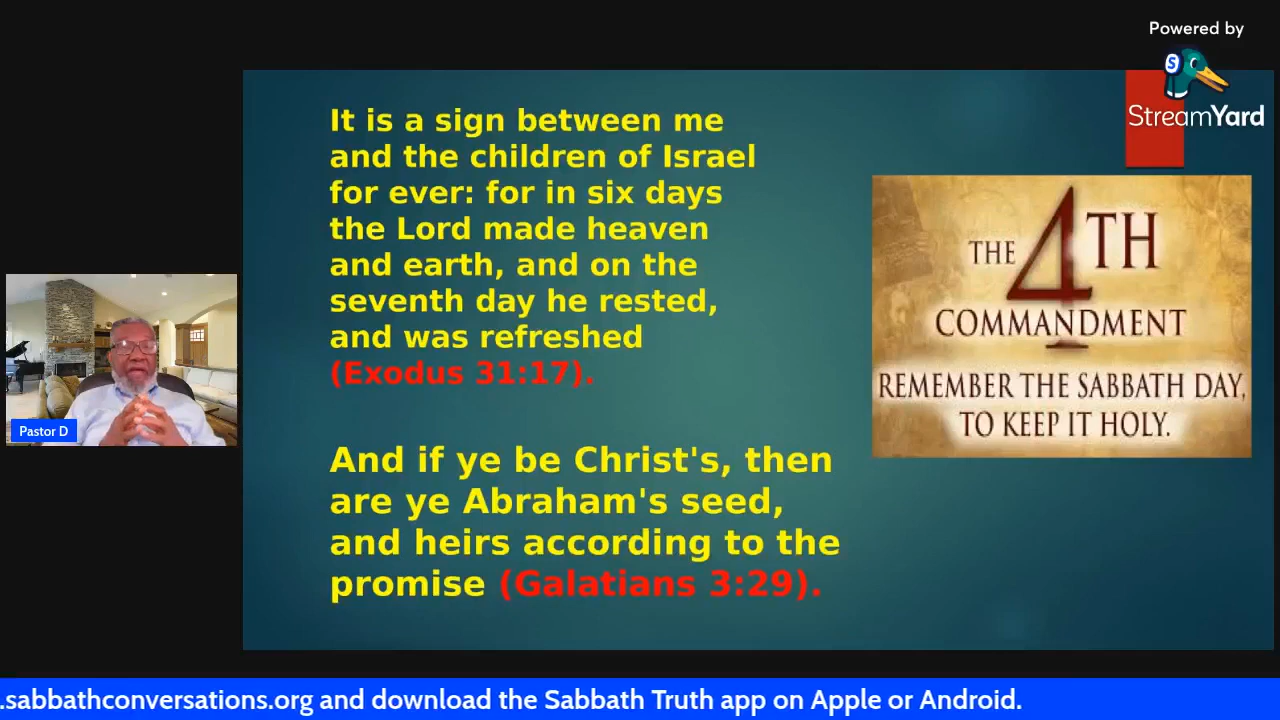 Powered by
StreamYard
It is a sign between me
and the children of Israel
for ever: for in six days
the Lord made heaven
and earth, and on the
seventh day he rested,
and was refreshed
(Exodus 31:17).
And if ye be Christ's, then
are ye Abraham's seed,
and heirs according to the
promise (Galatians 3:29).
THE 4TH
COMMANDMENT
REMEMBER THE SABBATH DAY,
TO KEEP IT HOLY.
Pastor D
.sabbathconversations.org and download the Sabbath Truth app on Apple or Android.